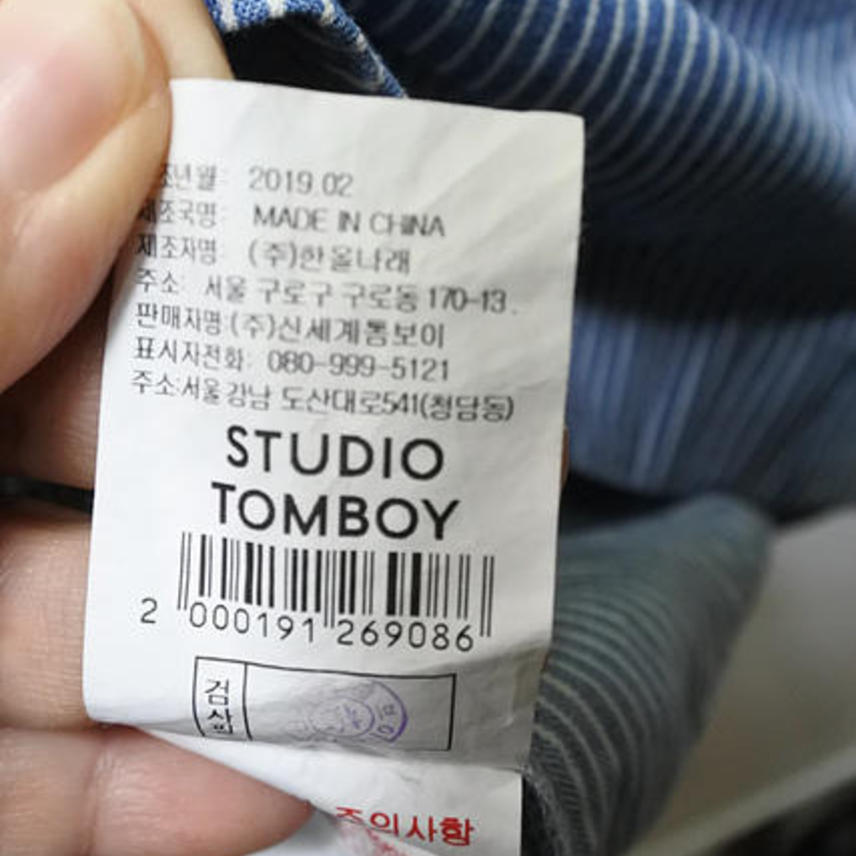 조년월: 2019.02
제조국명: MADE IN CHINA
제조자명: (주)한올나래
주소: 서울 구로구 구로동 170-13.
판매자명:(주)신세계톰보이
표시자전화: 080-999-5121
주소:서울강남 도산대로541(청담동)
STUDIO
TOMBOY
2 000191 269086
검사필
주의사항